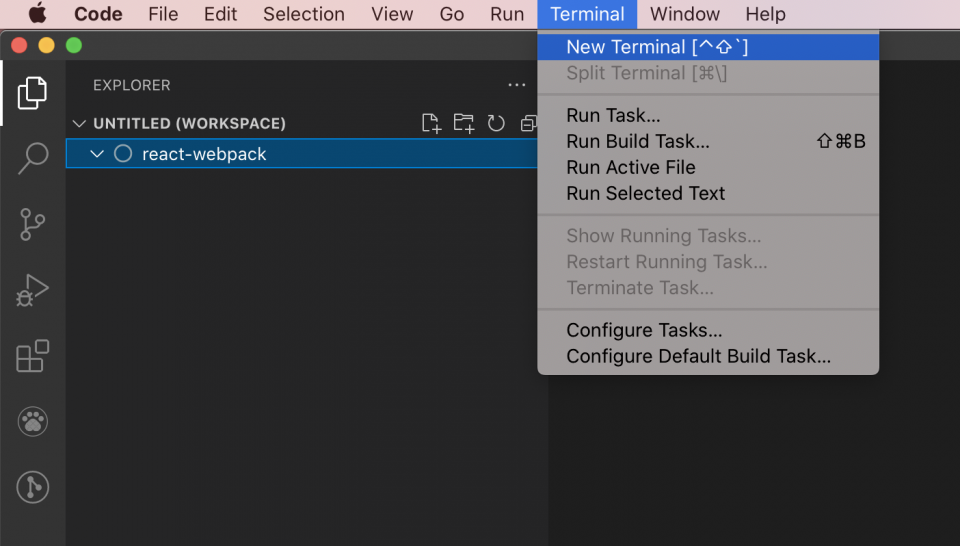 Code File Edit Selection View Go Run Terminal Window Help
EXPLORER ...
UNTITLED (WORKSPACE)
react-webpack
New Terminal [^⇧`]
Split Terminal [⌘\]
Run Task...
Run Build Task... ⇧⌘B
Run Active File
Run Selected Text
Show Running Tasks...
Restart Running Task...
Terminate Task...
Configure Tasks...
Configure Default Build Task...